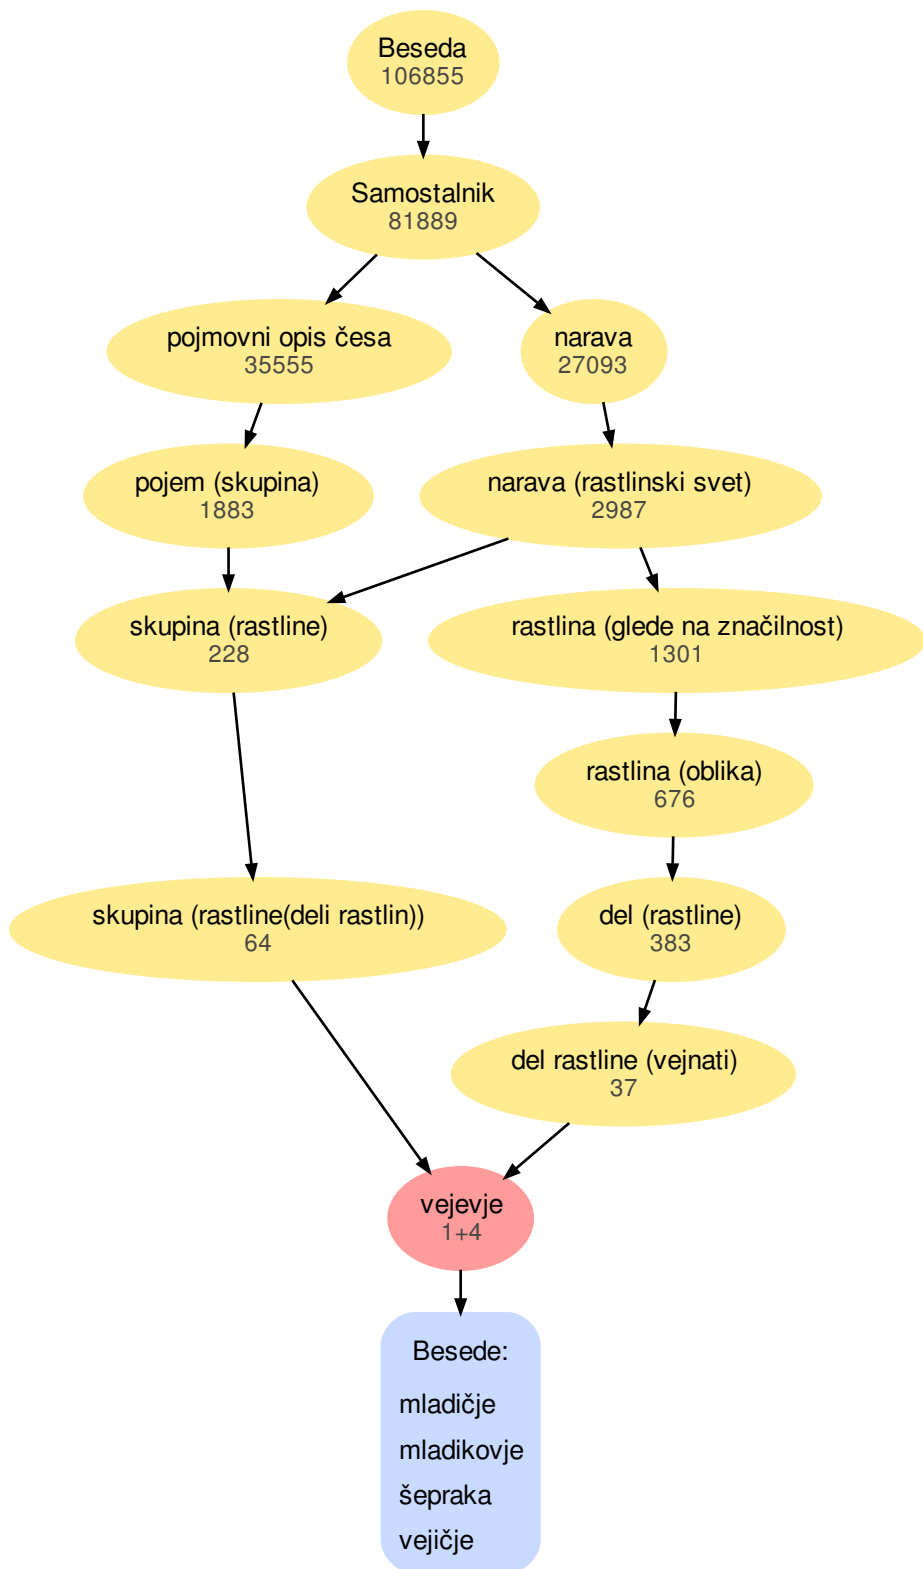 Beseda
106855
Samostalnik
81889
pojmovni opis česa
35555
narava
27093
pojem (skupina)
1883
narava (rastlinski svet)
2987
skupina (rastline)
228
rastlina (glede na značilnost)
1301
rastlina (oblika)
676
skupina (rastline(deli rastlin))
64
del (rastline)
383
del rastline (vejnati)
37
vejevje
1+4
Besede:
mladičje
mladikovje
šepraka
vejičje